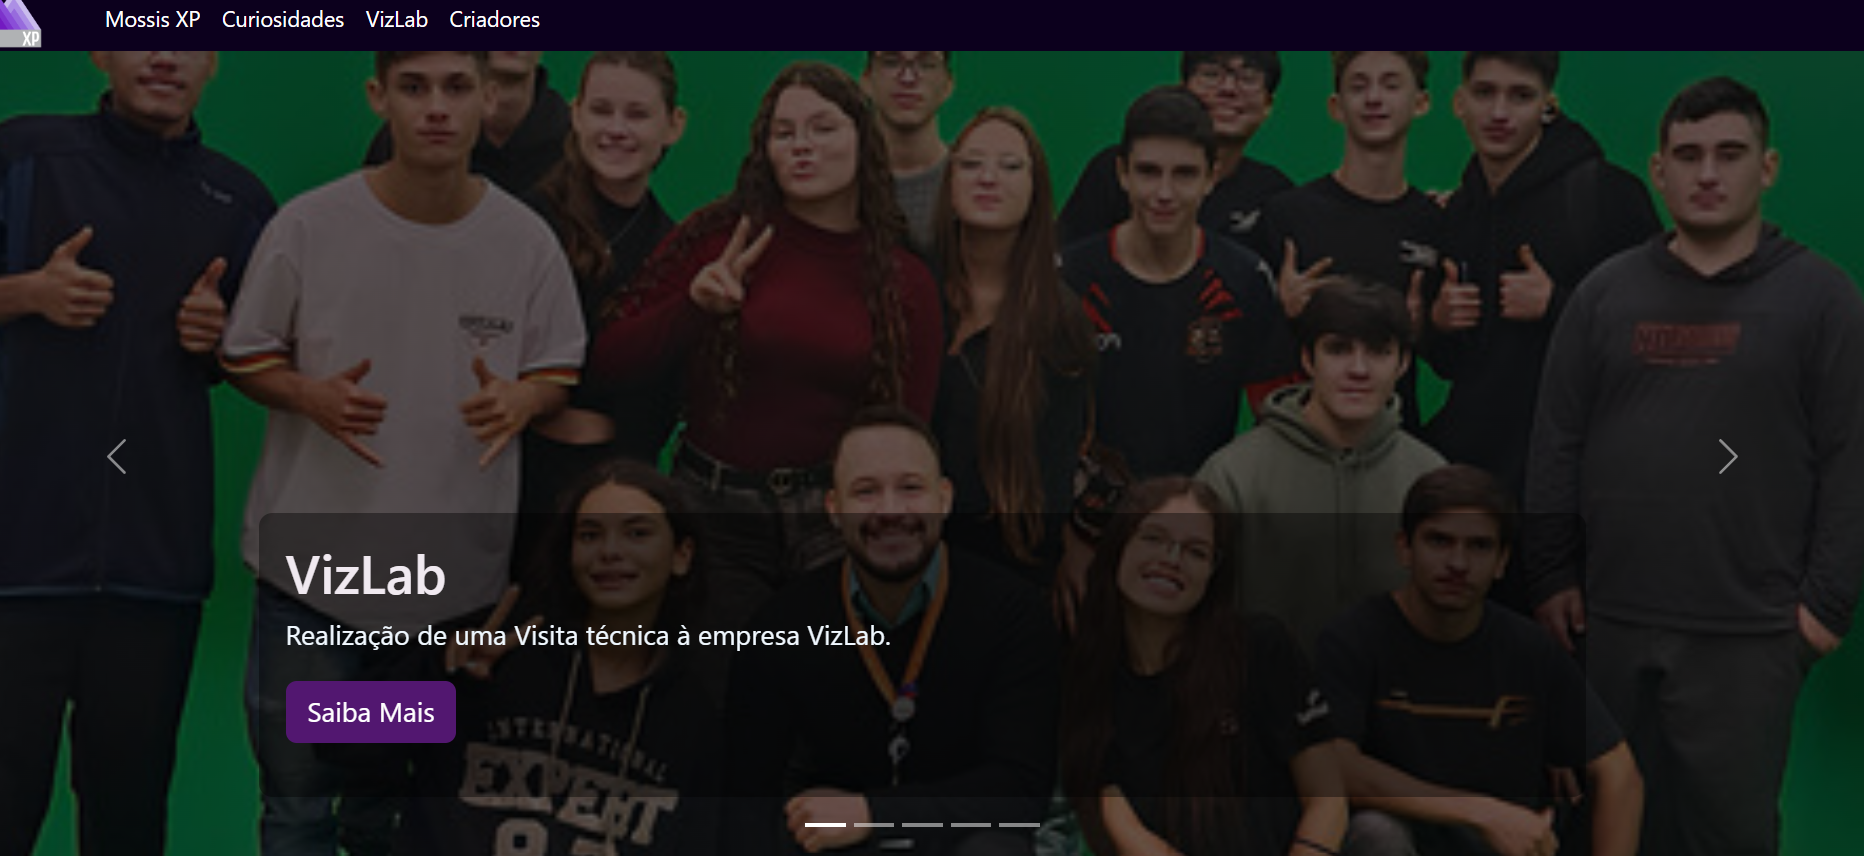 XP
Mossis XP Curiosidades VizLab Criadores
VizLab
Realização de uma Visita técnica à empresa VizLab.
Saiba Mais
INTERNATIONAL
EXPERT